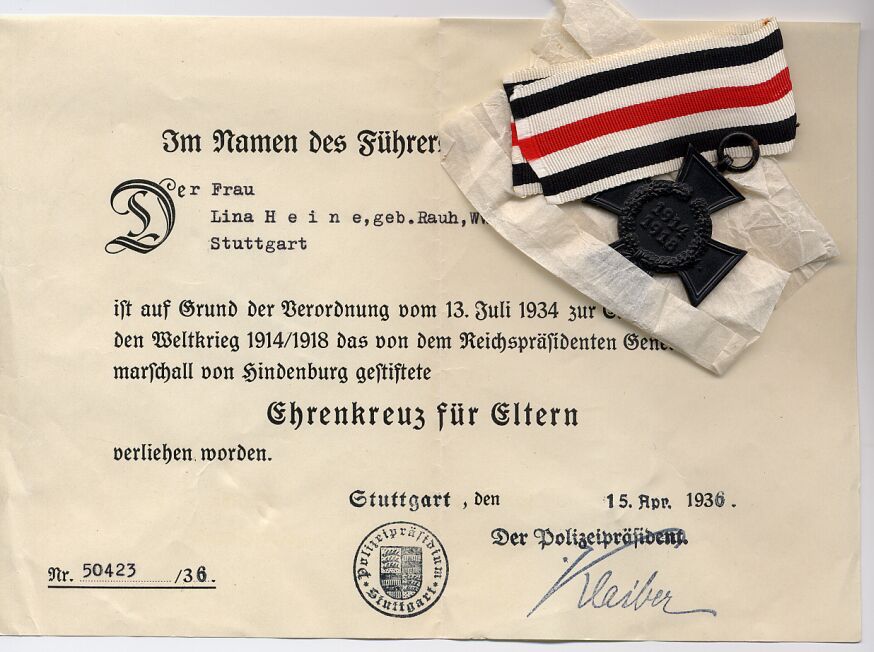 Im Namen des Führers
Der Frau
Lina H e i n e, geb. Rauh,
Stuttgart
ist auf Grund der Verordnung vom 13. Juli 1934 zur
den Weltkrieg 1914/1918 das von dem Reichspräsidenten
marschall von Hindenburg gestiftete
Ehrenkreuz für Eltern
verliehen worden.
Stuttgart, den 15. Apr. 1936.
Der Polizeipräsident.
Klaiber
Nr. 50423 /36.
Polizeipräsidium
Stuttgart
1914
1918